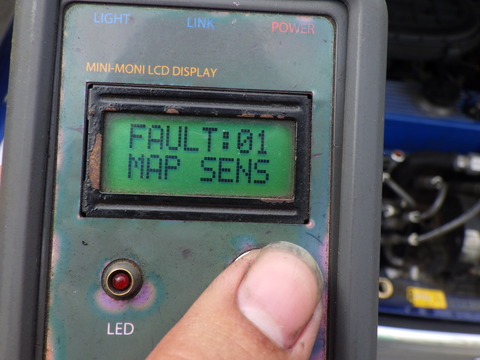 LIGHT LINK POWER
MINI-MONI LCD DISPLAY
FAULT:01
MAP SENS
LED